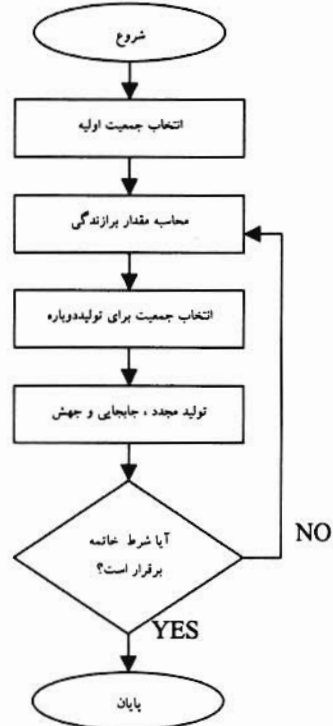 شروع
انتخاب جمعیت اولیه
محاسبه مقدار برازندگی
انتخاب جمعیت برای تولیددوباره
تولید مجدد ، جابجایی و جهش
آیا شرط خاتمه
برقرار است؟
NO
YES
پایان